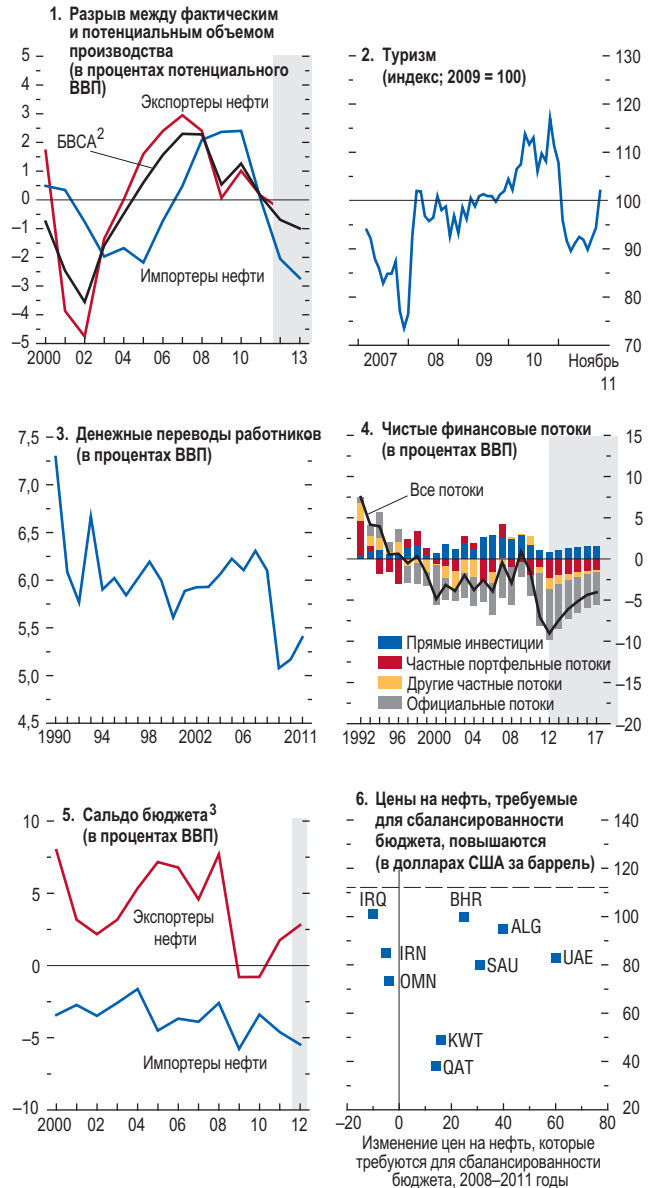 1. Разрыв между фактическим
и потенциальным объемом
производства
(в процентах потенциального
ВВП)
5
4
3
2
1
0
–1
–2
–3
–4
–5
Экспортеры нефти
БВСА2
Импортеры нефти
2000 02 04 06 08 10 13
2. Туризм
(индекс; 2009 = 100)
130
120
110
100
90
80
70
2007 08 09 10 Ноябрь
11
3. Денежные переводы работников
(в процентах ВВП)
7,5
7,0
6,5
6,0
5,5
5,0
4,5
1990 94 98 2002 06 2011
4. Чистые финансовые потоки
(в процентах ВВП)
15
10
5
0
–5
–10
–15
–20
Все потоки
Прямые инвестиции
Частные портфельные потоки
Другие частные потоки
Официальные потоки
1992 96 2000 04 08 12 17
5. Сальдо бюджета3
(в процентах ВВП)
10
5
0
–5
–10
Экспортеры
нефти
Импортеры нефти
2000 02 04 06 08 10 12
6. Цены на нефть, требуемые
для сбалансированности
бюджета, повышаются
(в долларах США за баррель)
140
120
100
80
60
40
20
IRQ
BHR
ALG
IRN
SAU
UAE
OMN
KWT
QAT
–20 0 20 40 60 80
Изменение цен на нефть, которые
требуются для сбалансированности
бюджета, 2008–2011 годы